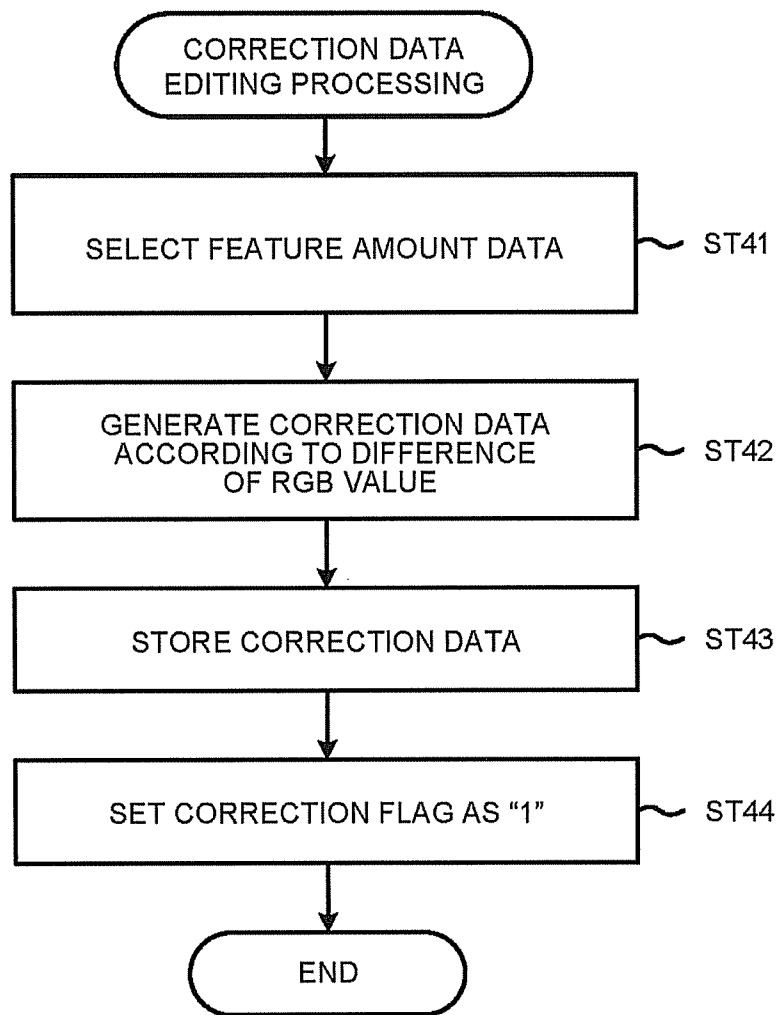 CORRECTION DATA
EDITING PROCESSING
SELECT FEATURE AMOUNT DATA
ST41
GENERATE CORRECTION DATA
ACCORDING TO DIFFERENCE
OF RGB VALUE
ST42
STORE CORRECTION DATA
ST43
SET CORRECTION FLAG AS “1”
ST44
END